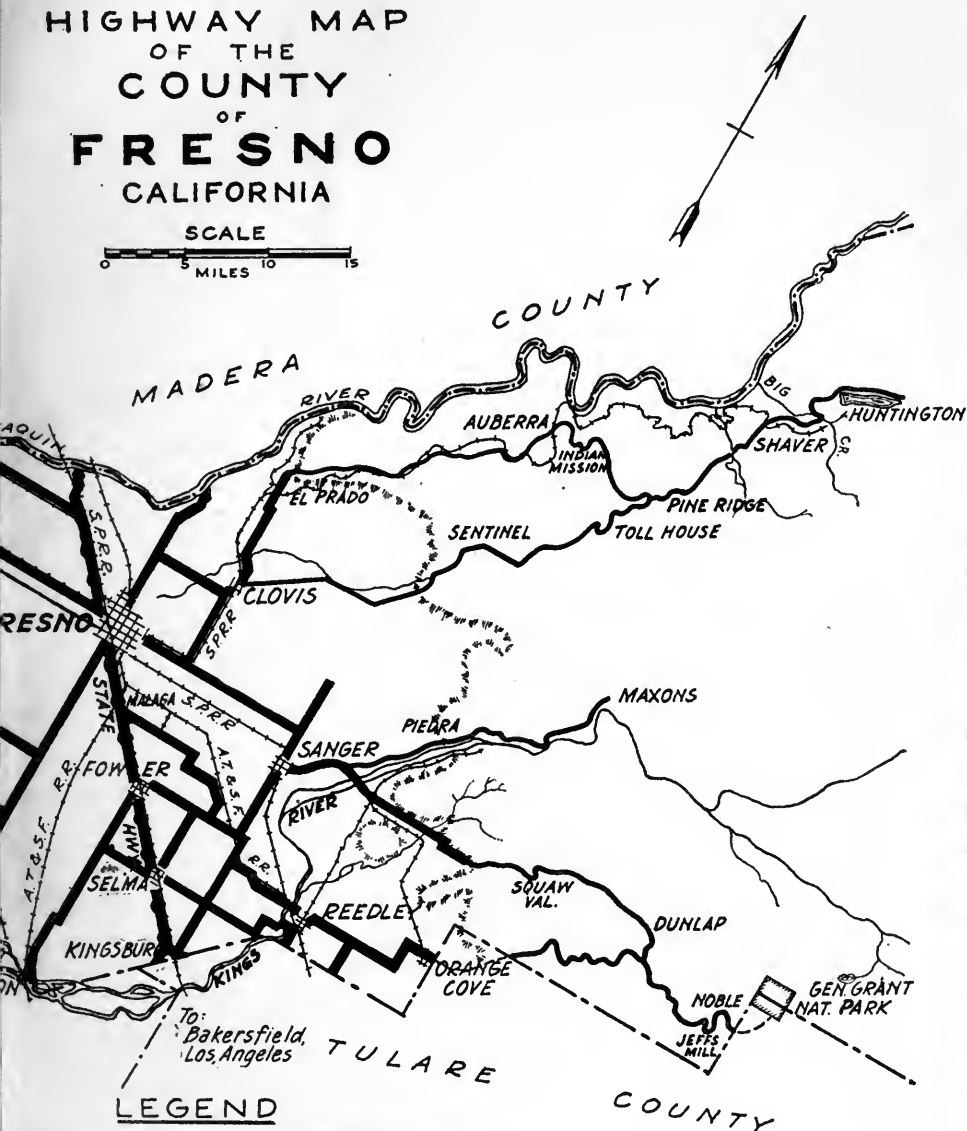 HIGHWAY MAP
OF THE
COUNTY
OF
FRESNO
CALIFORNIA
SCALE
0 5 10 15
MILES
COUNTY
MADERA
RIVER
AQUIN
BIG
HUNTINGTON
AUBERRA
SHAVER
CR.
INDIAN
MISSION
EL PRADO
PINE RIDGE
S.P.R.R.
SENTINEL
TOLL HOUSE
CLOVIS
RESNO
S.P.R.R
MAXONS
STATE
MALAGA
S.P.R.R
PIEDRA
SANGER
FOWLER
R.R.
A.T.&S.F.
RIVER
HWY
A.T.&S.F.
R.R.
SELMA
SQUAW
VAL.
REEDLEY
DUNLAP
KINGSBURG
KINGS
ON
ORANGE
COVE
NOBLE
GEN. GRANT
NAT. PARK
JEFFS
MILL
To:
Bakersfield,
Los Angeles
TULARE
COUNTY
LEGEND